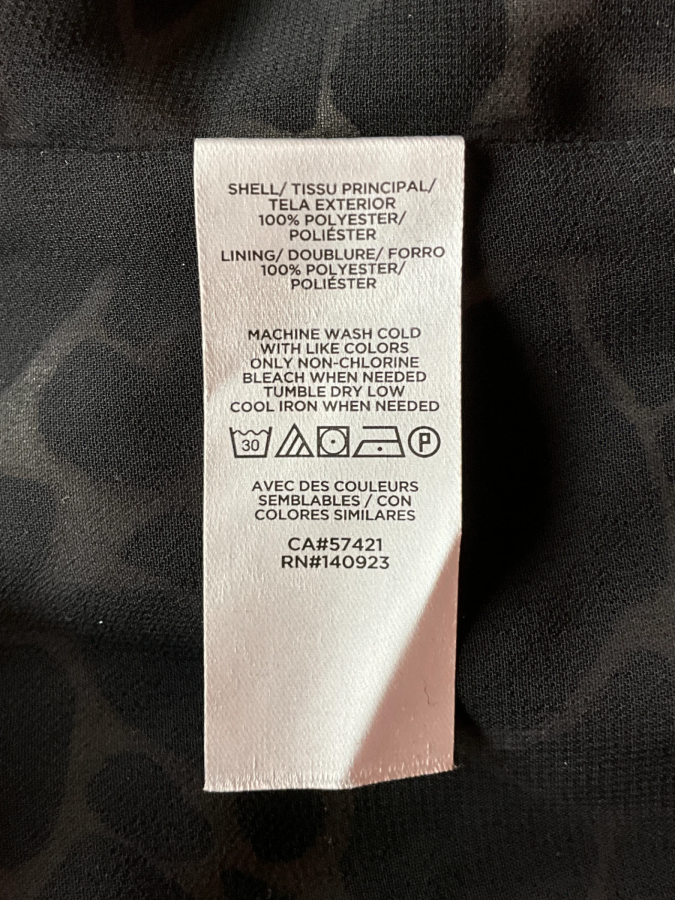 SHELL/ TISSU PRINCIPAL/
TELA EXTERIOR
100% POLYESTER/
POLIÉSTER
LINING/ DOUBLURE/ FORRO
100% POLYESTER/
POLIÉSTER
MACHINE WASH COLD
WITH LIKE COLORS
ONLY NON-CHLORINE
BLEACH WHEN NEEDED
TUMBLE DRY LOW
COOL IRON WHEN NEEDED
30 P
AVEC DES COULEURS
SEMBLABLES / CON
COLORES SIMILARES
CA#57421
RN#140923